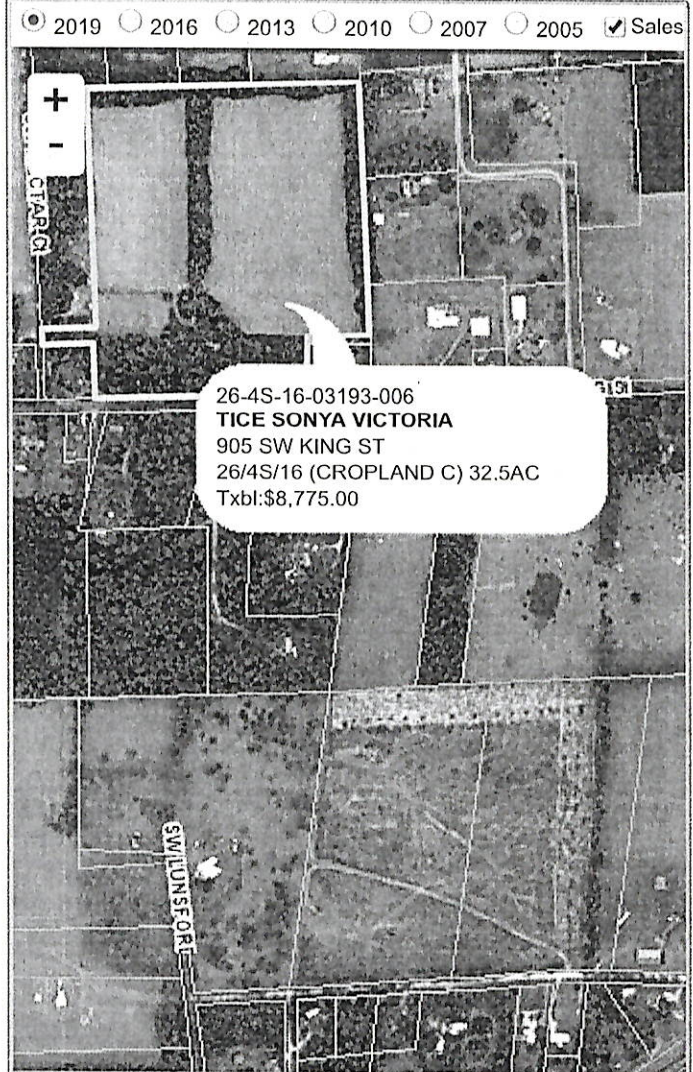 2019 2016 2013 2010 2007 2005 Sales
+
-
26-4S-16-03193-006
TICE SONYA VICTORIA
905 SW KING ST
26/4S/16 (CROPLAND C) 32.5AC
Txbl:$8,775.00
SW LUNSFORD